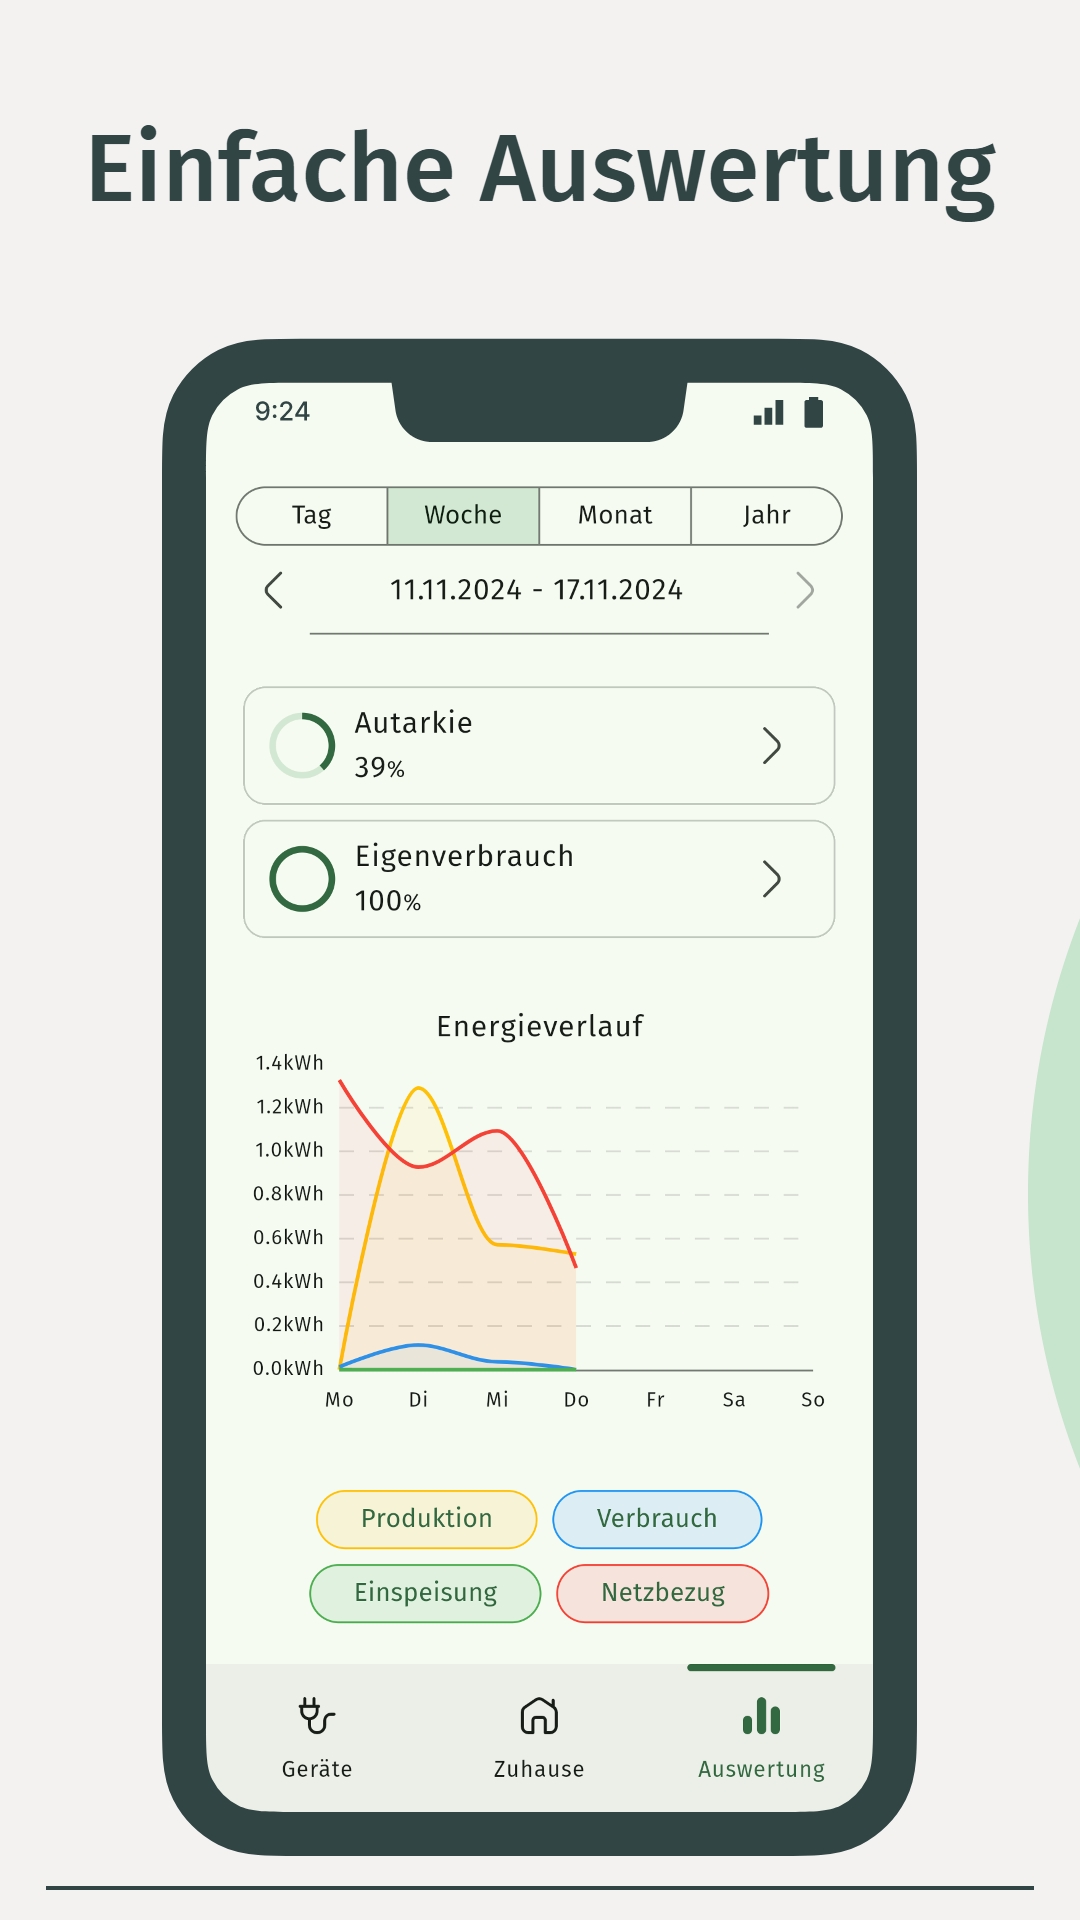 Einfache Auswertung
9:24
Tag Woche Monat Jahr
11.11.2024 - 17.11.2024
Autarkie
39%
Eigenverbrauch
100%
Energieverlauf
1.4kWh
1.2kWh
1.0kWh
0.8kWh
0.6kWh
0.4kWh
0.2kWh
0.0kWh
Mo Di Mi Do Fr Sa So
Produktion Verbrauch
Einspeisung Netzbezug
Geräte Zuhause Auswertung